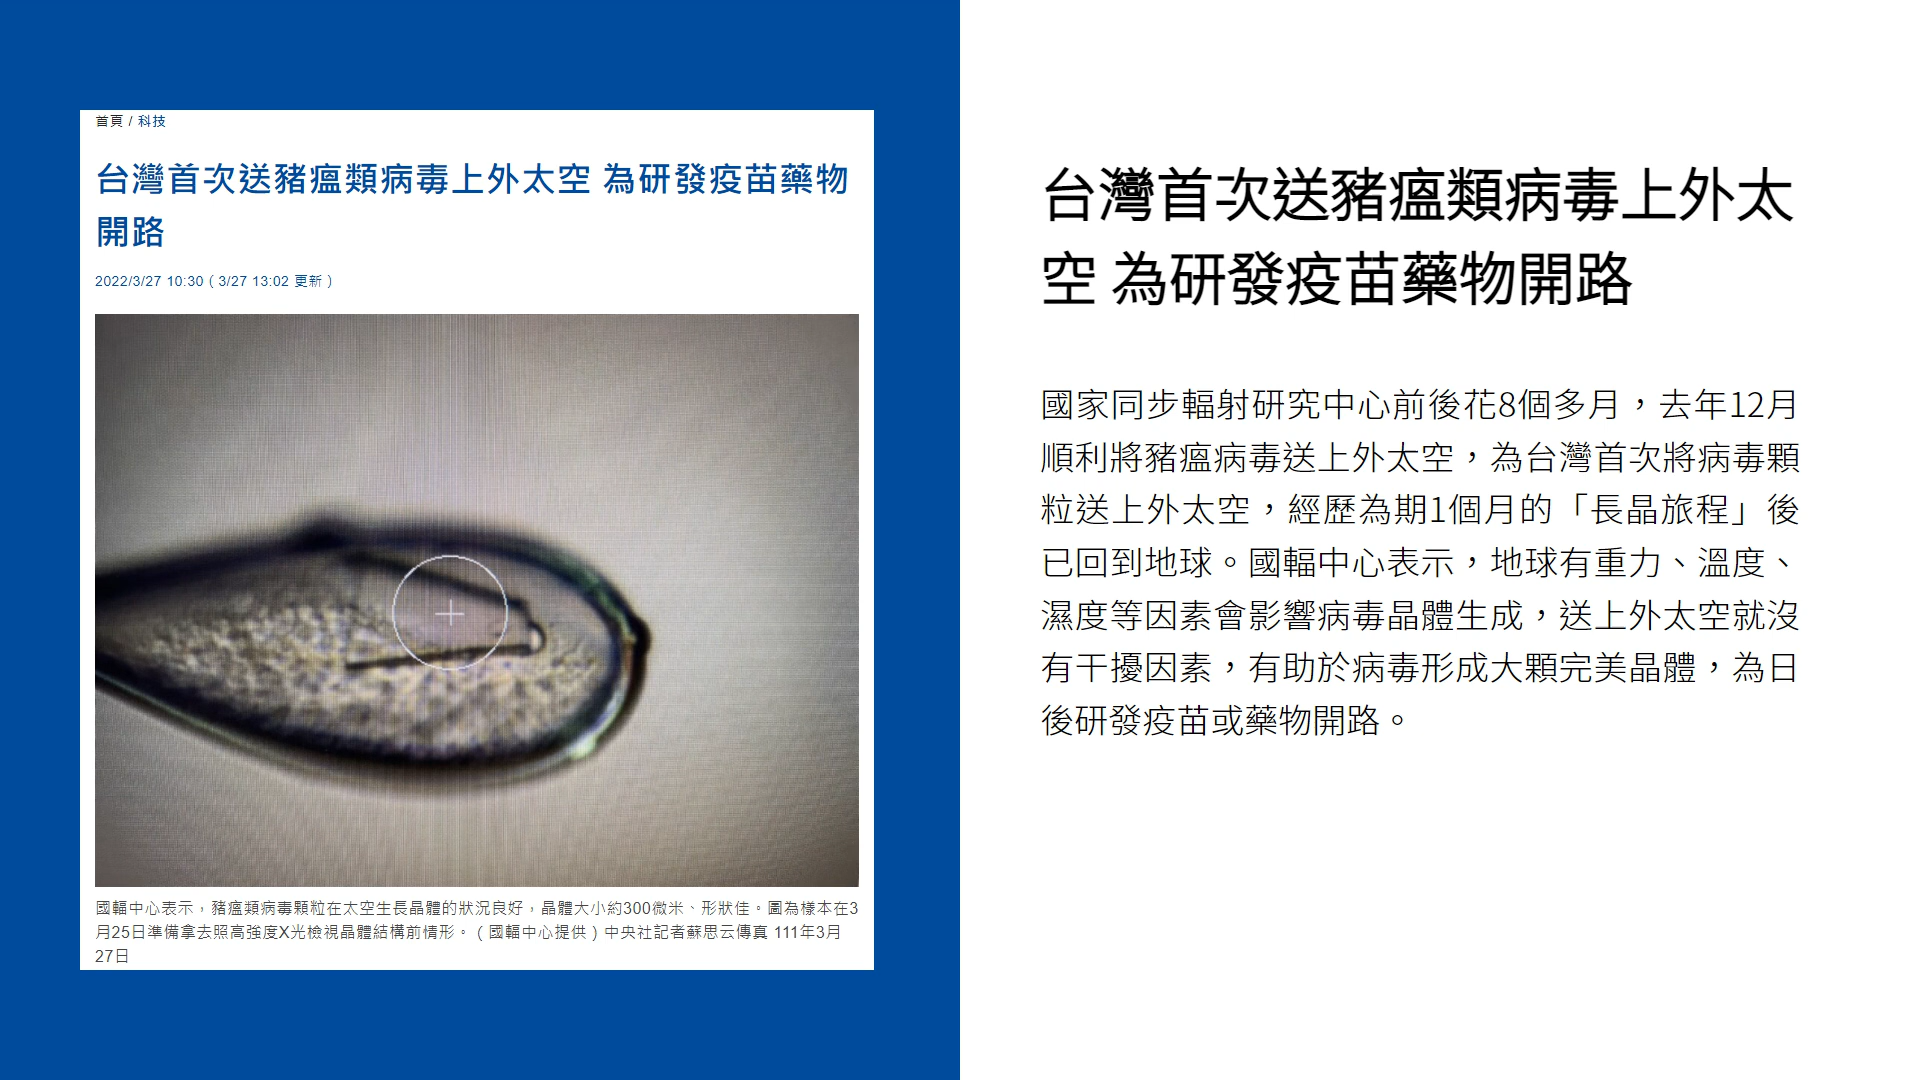 首頁 / 科技
台灣首次送豬瘟類病毒上外太空 為研發疫苗藥物
開路
2022/3/27 10:30（3/27 13:02 更新）
國輻中心表示，豬瘟類病毒顆粒在太空生長晶體的狀況良好，晶體大小約300微米、形狀佳。圖為樣本在3
月25日準備拿去照高強度X光檢視晶體結構前情形。（國輻中心提供）中央社記者蘇思云傳真 111年3月
27日
台灣首次送豬瘟類病毒上外太
空 為研發疫苗藥物開路
國家同步輻射研究中心前後花8個多月，去年12月
順利將豬瘟病毒送上外太空，為台灣首次將病毒顆
粒送上外太空，經歷為期1個月的「長晶旅程」後
已回到地球。國輻中心表示，地球有重力、溫度、
濕度等因素會影響病毒晶體生成，送上外太空就沒
有干擾因素，有助於病毒形成大顆完美晶體，為日
後研發疫苗或藥物開路。